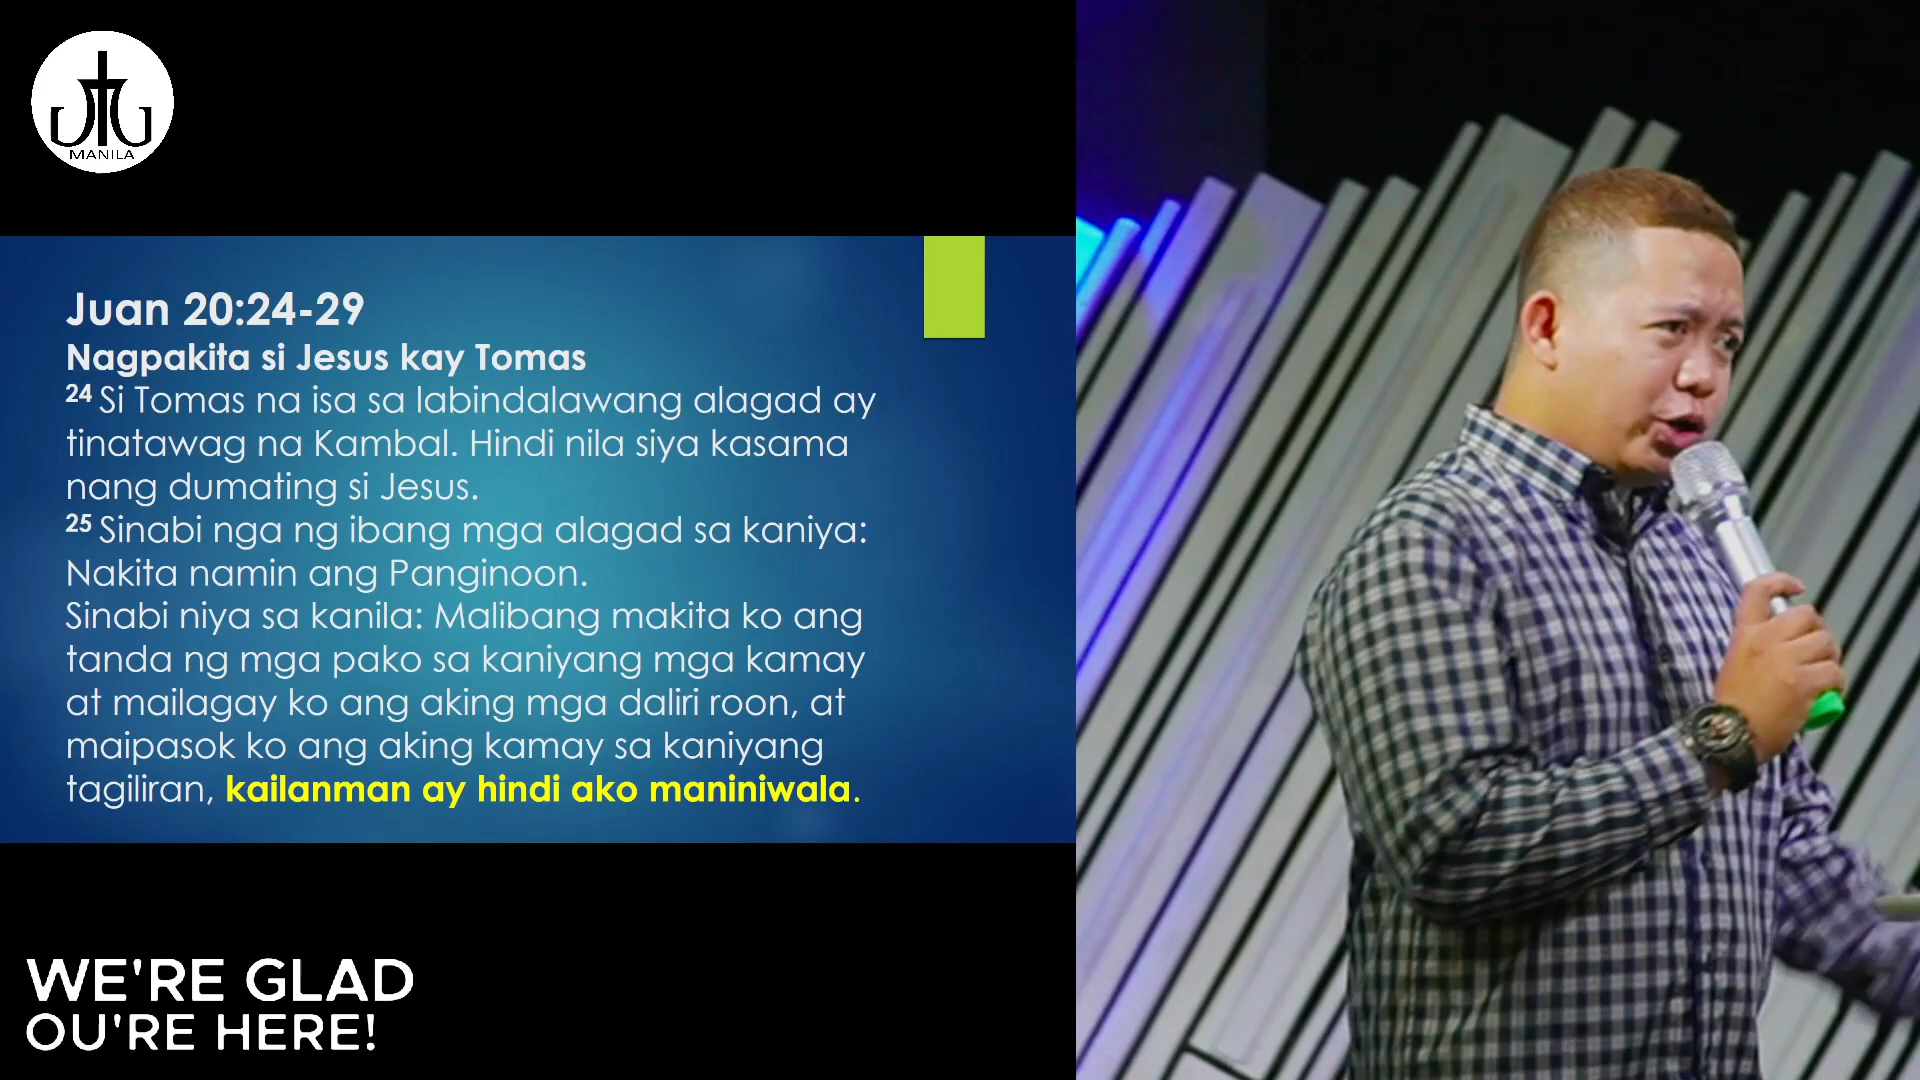 JTG
MANILA
Juan 20:24-29
Nagpakita si Jesus kay Tomas
24 Si Tomas na isa sa labindalawang alagad ay
tinatawag na Kambal. Hindi nila siya kasama
nang dumating si Jesus.
25 Sinabi nga ng ibang mga alagad sa kaniya:
Nakita namin ang Panginoon.
Sinabi niya sa kanila: Malibang makita ko ang
tanda ng mga pako sa kaniyang mga kamay
at mailagay ko ang aking mga daliri roon, at
maipasok ko ang aking kamay sa kaniyang
tagiliran, kailanman ay hindi ako maniniwala.
WE'RE GLAD
OU'RE HERE!